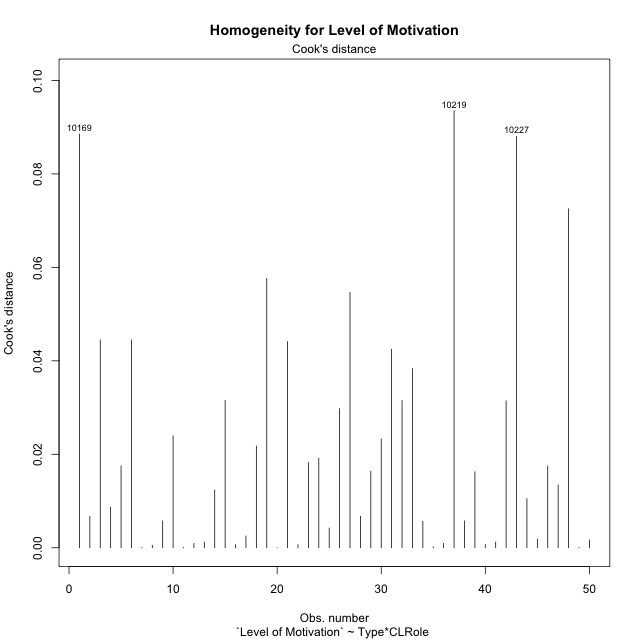 Homogeneity for Level of Motivation
Cook's distance
0.10
0.08
0.06
0.04
0.02
0.00
Cook's distance
10169
10219
10227
0 10 20 30 40 50
Obs. number
`Level of Motivation` ~ Type*CLRole